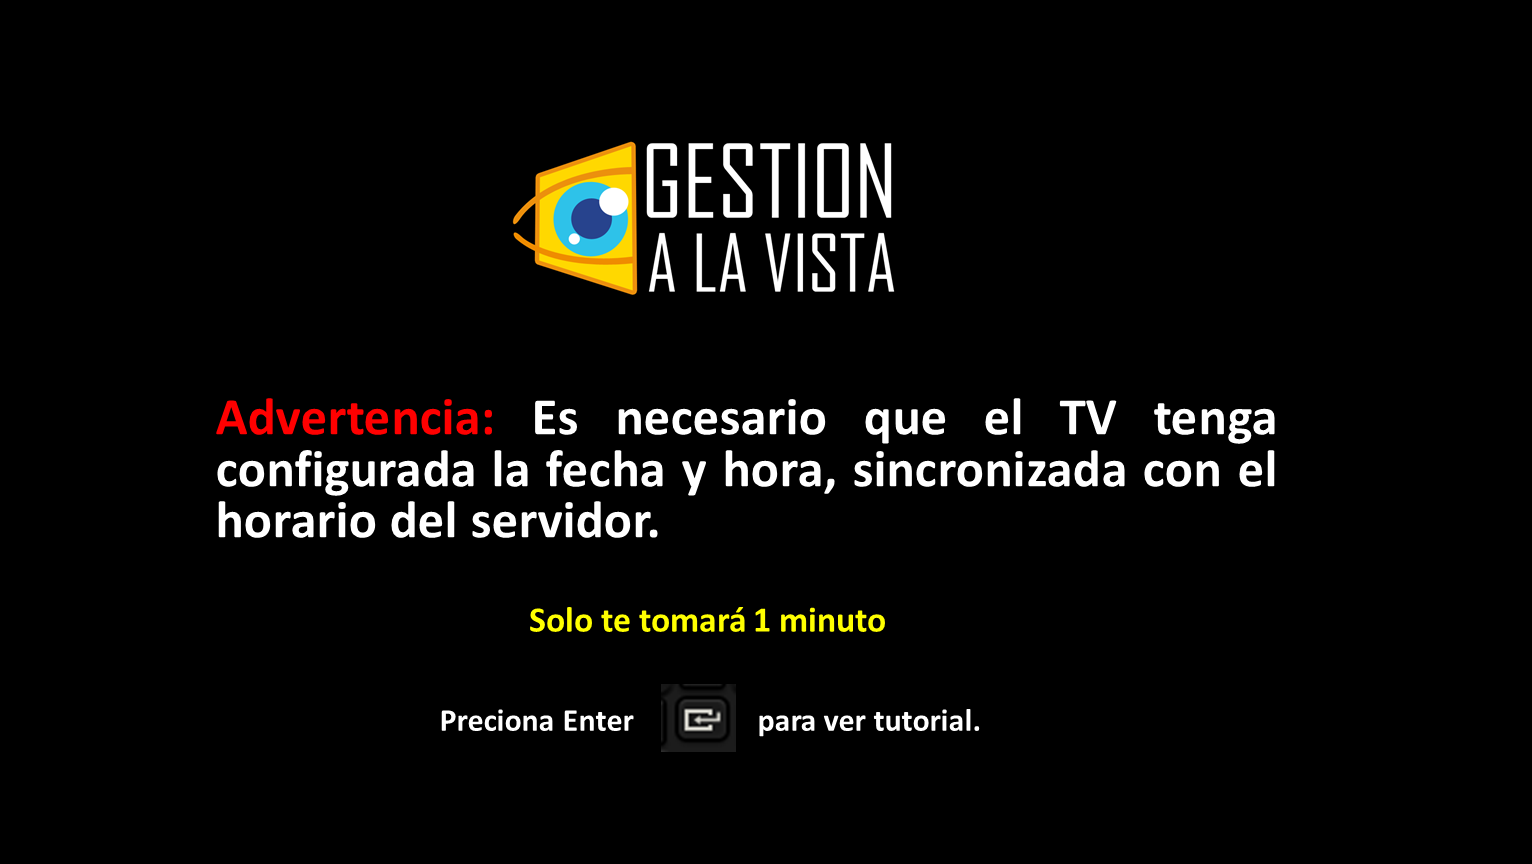 GESTION
A LA VISTA
Advertencia: Es necesario que el TV tenga
configurada la fecha y hora, sincronizada con el
horario del servidor.
Solo te tomará 1 minuto
Preciona Enter para ver tutorial.